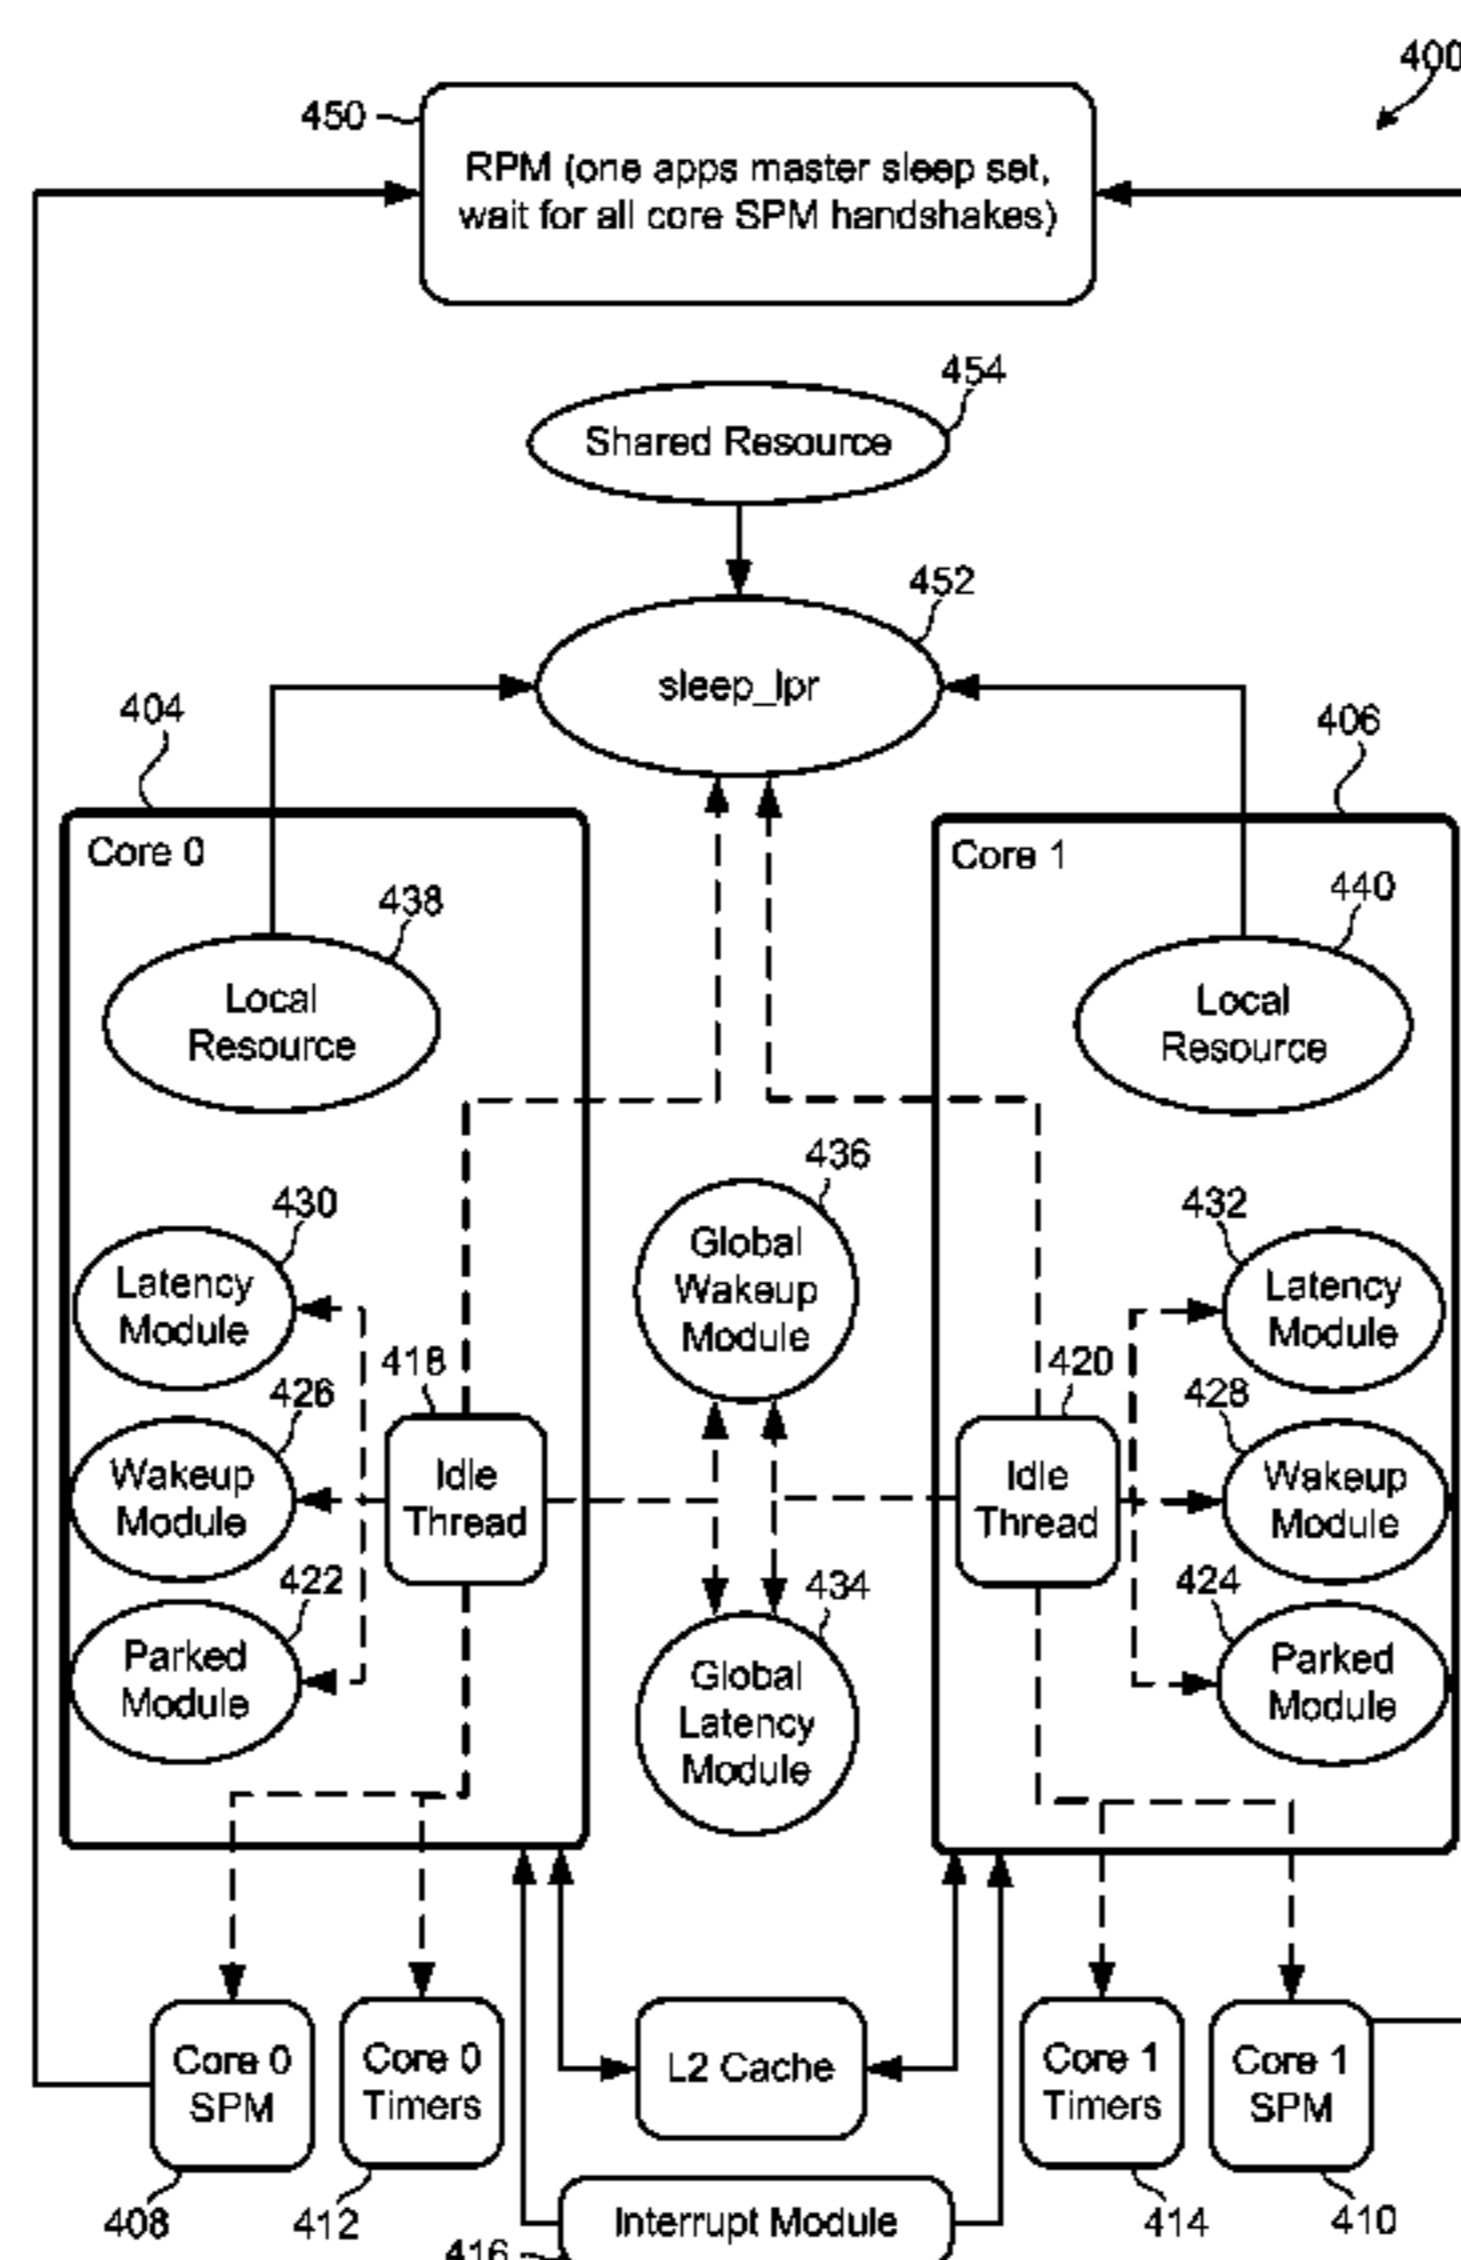 400
450
RPM (one apps master sleep set,
wait for all core SPM handshakes)
454
Shared Resource
452
sleep_lpr
404
406
Core 0
Core 1
438
440
Local
Resource
Local
Resource
436
Global
Wakeup
Module
430
432
Latency
Module
Latency
Module
418
420
426
428
Idle
Thread
Idle
Thread
Wakeup
Module
Wakeup
Module
422
424
434
Parked
Module
Parked
Module
Global
Latency
Module
Core 0
SPM
Core 0
Timers
L2 Cache
Core 1
Timers
Core 1
SPM
408
412
Interrupt Module
414
410
416